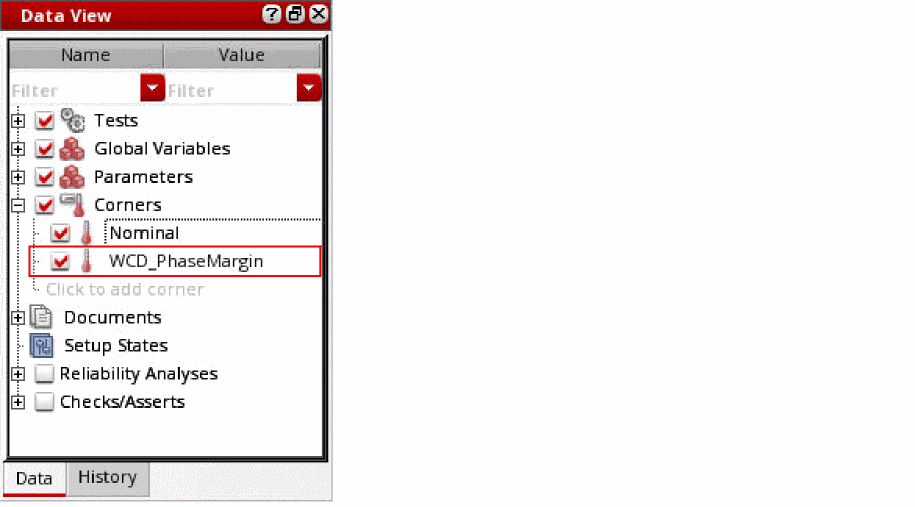 Data View
Name Value
Filter Filter
Tests
Global Variables
Parameters
Corners
Nominal
WCD_PhaseMargin
Click to add corner
Documents
Setup States
Reliability Analyses
Checks/Asserts
Data History